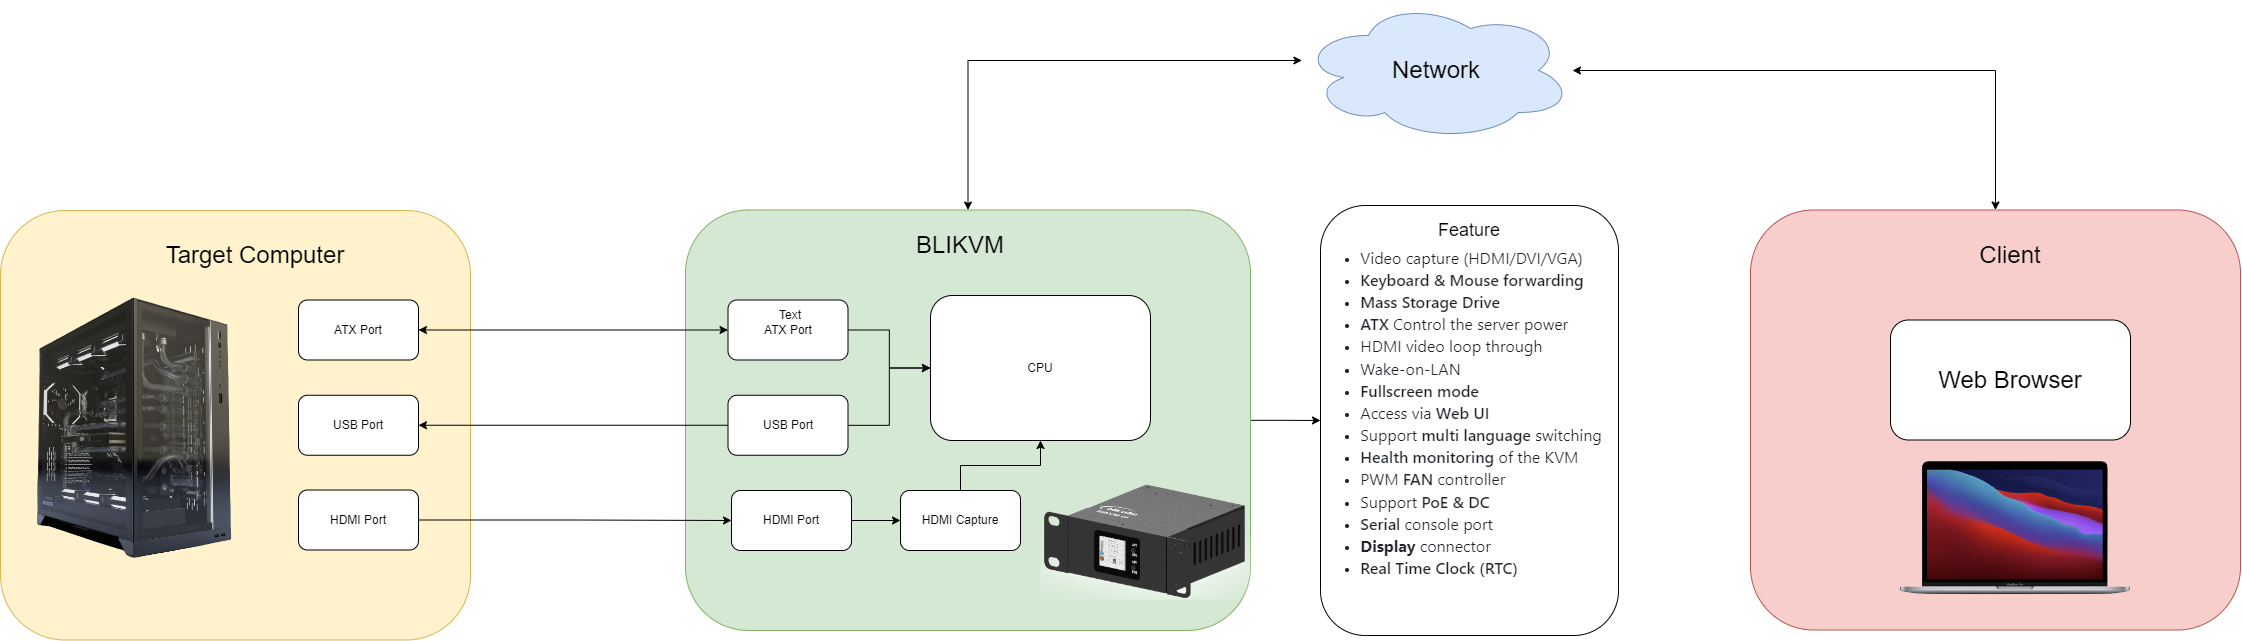 Network
Target Computer
ATX Port
USB Port
HDMI Port
BLIKVM
Text
ATX Port
USB Port
HDMI Port
HDMI Capture
CPU
Feature
Video capture (HDMI/DVI/VGA)
Keyboard & Mouse forwarding
Mass Storage Drive
ATX Control the server power
HDMI video loop through
Wake-on-LAN
Fullscreen mode
Access via Web UI
Support multi language switching
Health monitoring of the KVM
PWM FAN controller
Support PoE & DC
Serial console port
Display connector
Real Time Clock (RTC)
Client
Web Browser